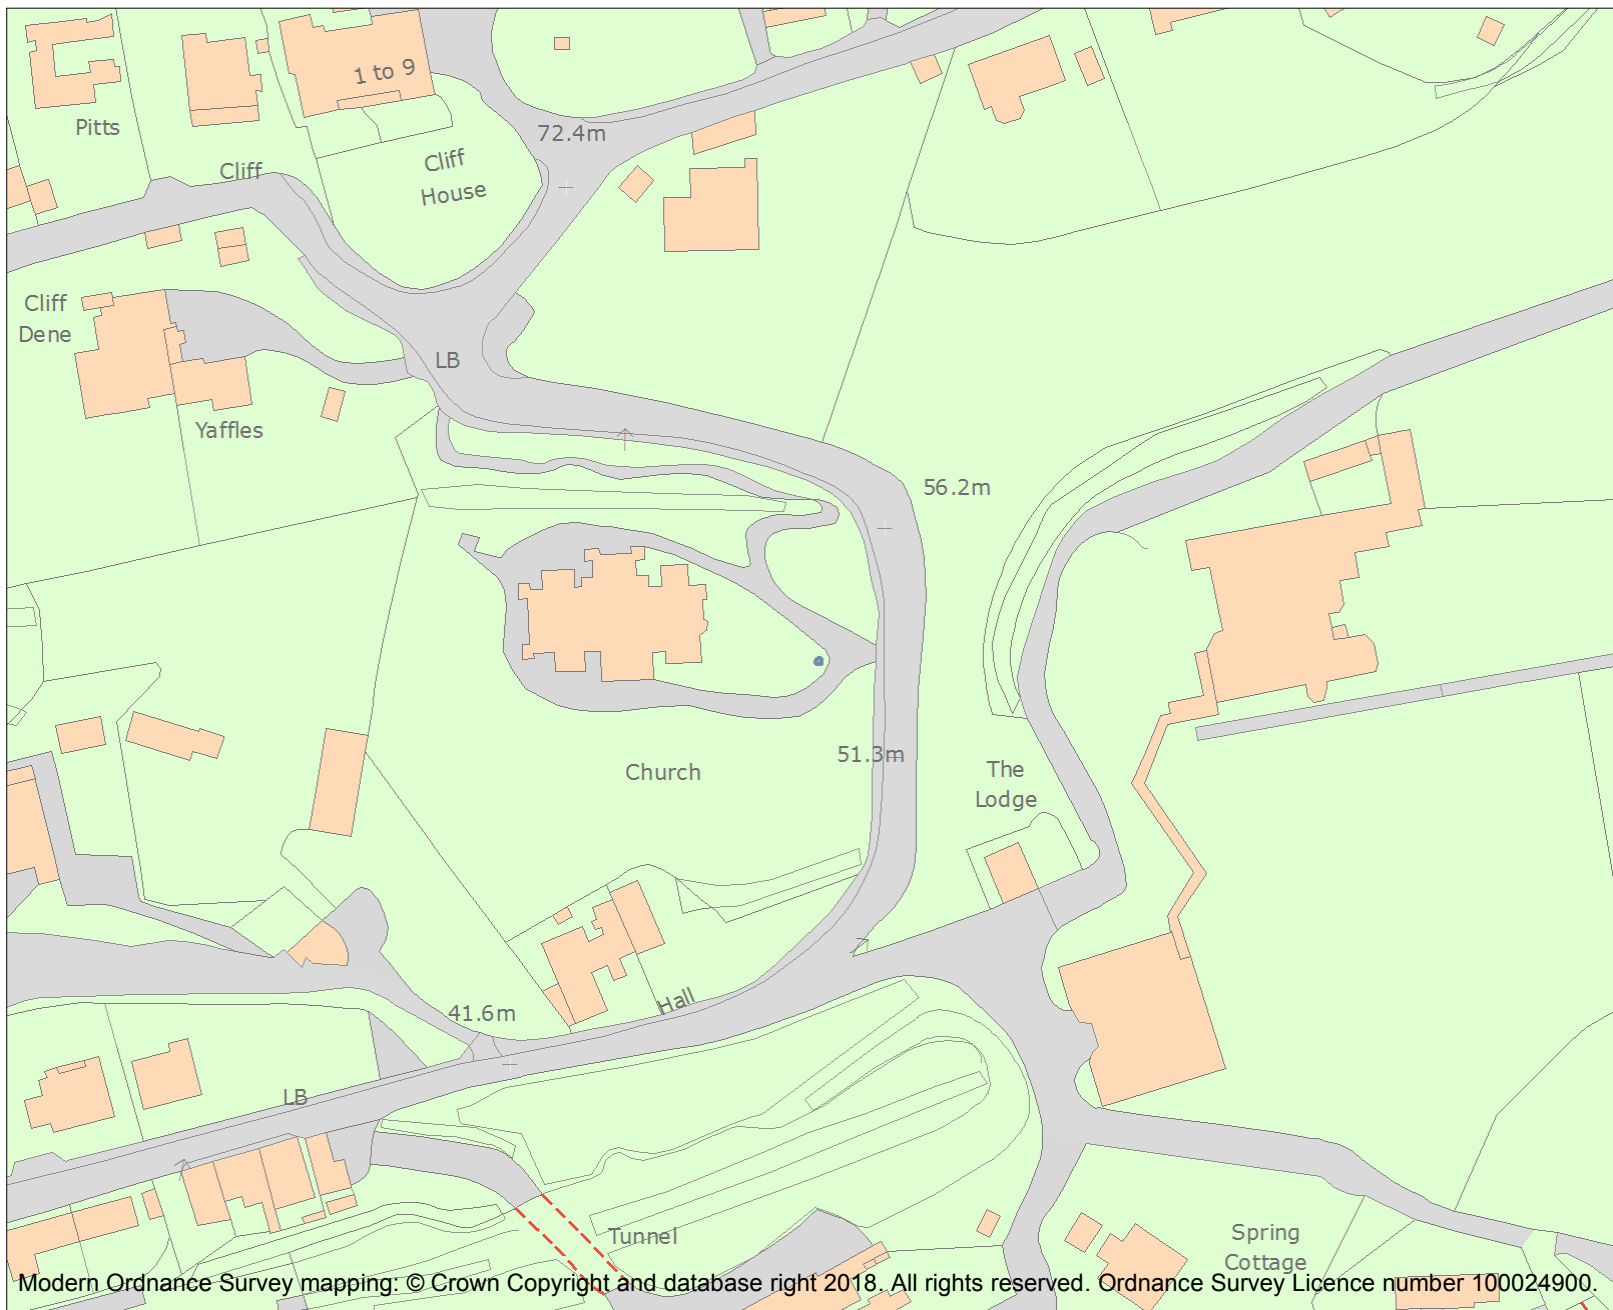 1 to 9
Pitts
72.4m
Cliff
House
Cliff
Cliff
Dene
LB
Yaffles
56.2m
51.3m
Church
The
Lodge
Hall
41.6m
LB
Tunnel
Spring
Cottage
Modern Ordnance Survey mapping: © Crown Copyright and database right 2018. All rights reserved. Ordnance Survey Licence number 100024900.